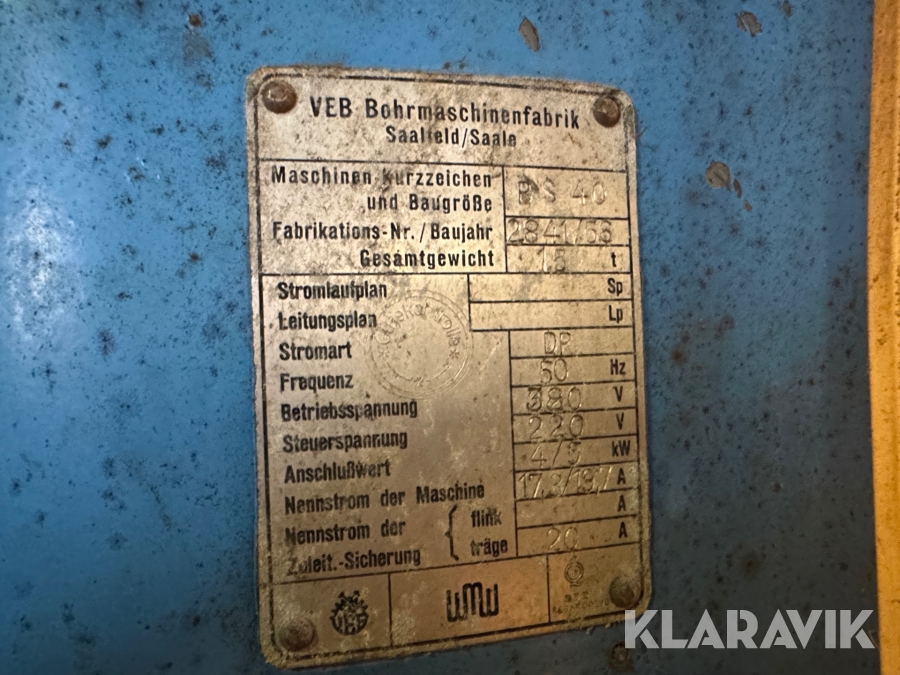 VEB Bohrmaschinenfabrik
Saalfeld/Saale
Maschinen-Kurzzeichen
und Baugröße S 40
Fabrikations-Nr./Baujahr
Gesamtgewicht t
Stromlaufplan Sp
Leitungsplan Lp
Stromart DP
Frequenz 50 Hz
Betriebsspannung 380 V
Steuerspannung 220 V
Anschlußwert kW
Nennstrom der Maschine A
Nennstrom der { flink A
Zuleit.-Sicherung träge 20 A
VEB WMW
KLARAVIK